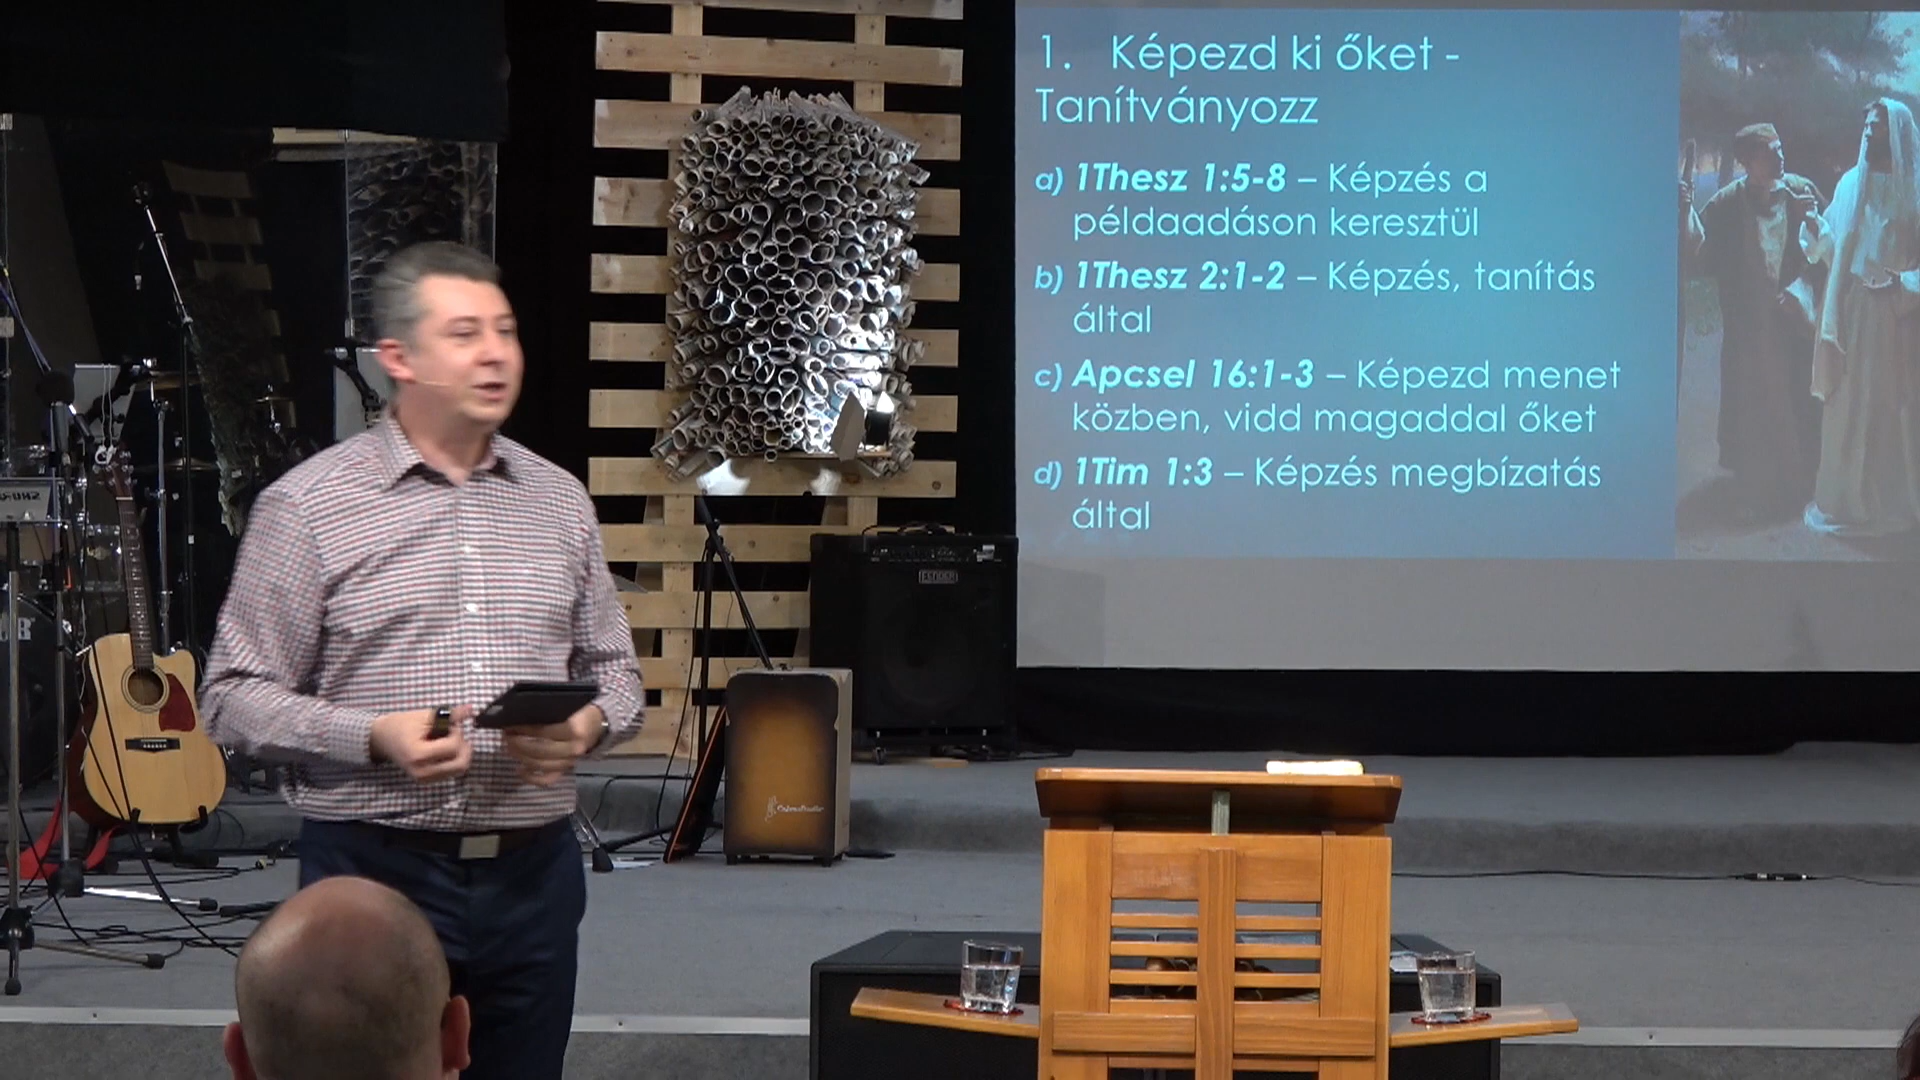 1. Képezd ki őket -
Tanítványozz
a) 1Thesz 1:5-8 – Képzés a
példaadáson keresztül
b) 1Thesz 2:1-2 – Képzés, tanítás
által
c) Apcsel 16:1-3 – Képezd menet
közben, vidd magaddal őket
d) 1Tim 1:3 – Képzés megbízatás
által
FENDER